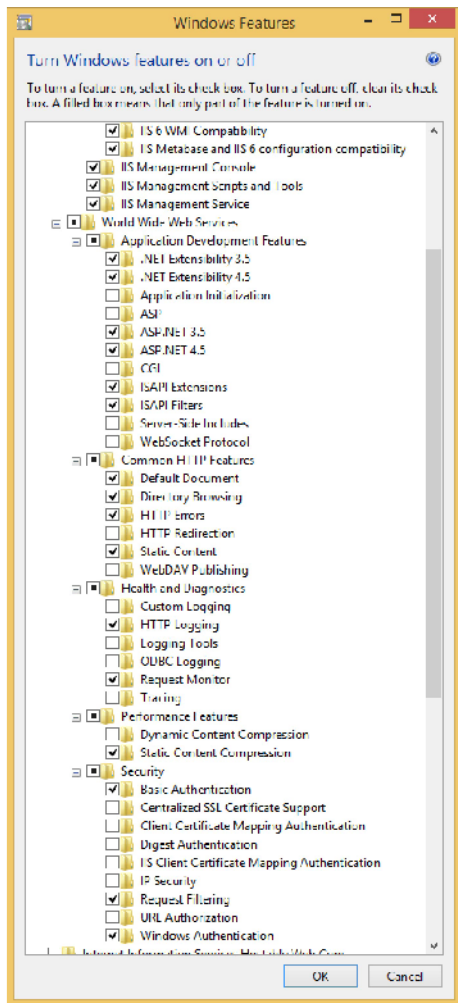 Windows Features
Turn Windows features on or off
To turn a feature on, select its check box. To turn a feature off, clear its check
box. A filled box means that only part of the feature is turned on.
IIS 6 WMI Compatibility
IIS Metabase and IIS 6 configuration compatibility
IIS Management Console
IIS Management Scripts and Tools
IIS Management Service
World Wide Web Services
Application Development Features
.NET Extensibility 3.5
.NET Extensibility 4.5
Application Initialization
ASP
ASP.NET 3.5
ASP.NET 4.5
CGI
ISAPI Extensions
ISAPI Filters
Server-Side Includes
WebSocket Protocol
Common HTTP Features
Default Document
Directory Browsing
HTTP Errors
HTTP Redirection
Static Content
WebDAV Publishing
Health and Diagnostics
Custom Logging
HTTP Logging
Logging Tools
ODBC Logging
Request Monitor
Tracing
Performance Features
Dynamic Content Compression
Static Content Compression
Security
Basic Authentication
Centralized SSL Certificate Support
Client Certificate Mapping Authentication
Digest Authentication
IIS Client Certificate Mapping Authentication
IP Security
Request Filtering
URL Authorization
Windows Authentication
Internet Information Services Hostable Web Core
OK Cancel